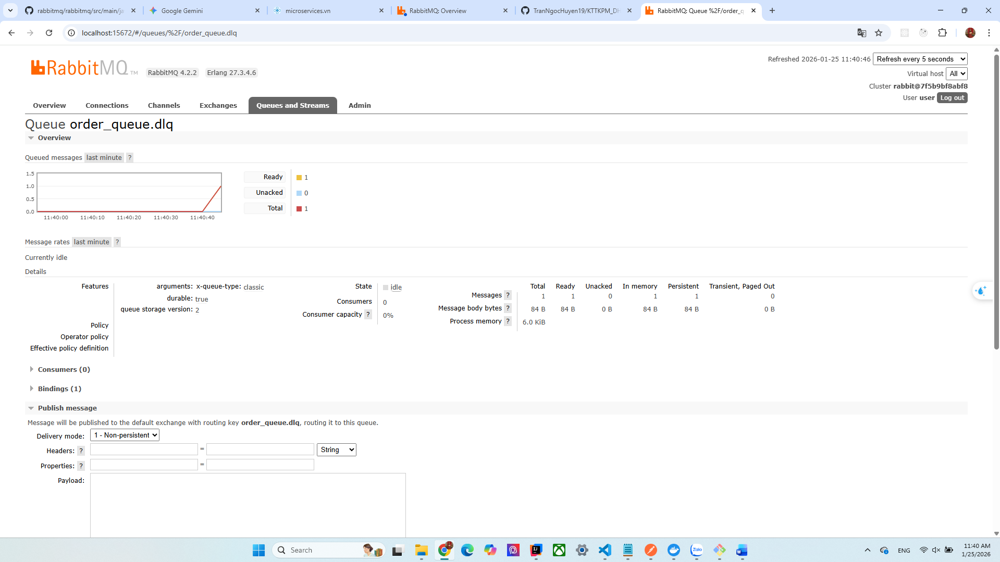 rabbitmq/rabbitmq/src/main/ja
Google Gemini
microservices.vn
RabbitMQ: Overview
TranNgocHuyen19/KTTKPM_DH
RabbitMQ: Queue %2F/order_q
localhost:15672/#/queues/%2F/order_queue.dlq
Refreshed 2026-01-25 11:40:46 Refresh every 5 seconds
RabbitMQ TM RabbitMQ 4.2.2 Erlang 27.3.4.6
Virtual host All
Cluster rabbit@7f5b9bf8abf8
User user Log out
Overview Connections Channels Exchanges Queues and Streams Admin
Queue order_queue.dlq
Overview
Queued messages last minute ?
1.5
1.0
0.5
0.0
11:40:00 11:40:10 11:40:20 11:40:30 11:40:40
Ready 1
Unacked 0
Total 1
Message rates last minute ?
Currently idle
Details
Features
arguments: x-queue-type: classic
durable: true
queue storage version: 2
Policy
Operator policy
Effective policy definition
State idle
Consumers 0
Consumer capacity ? 0%
Total Ready Unacked In memory Persistent Transient, Paged Out
Messages ? 1 1 0 1 1 0
Message body bytes ? 84 B 84 B 0 B 84 B 84 B 0 B
Process memory ? 6.0 KiB
Consumers (0)
Bindings (1)
Publish message
Message will be published to the default exchange with routing key order_queue.dlq, routing it to this queue.
Delivery mode: 1 - Non-persistent
Headers: ? = String
Properties: ? =
Payload:
Search
Zalo
ENG
11:40 AM
1/25/2026